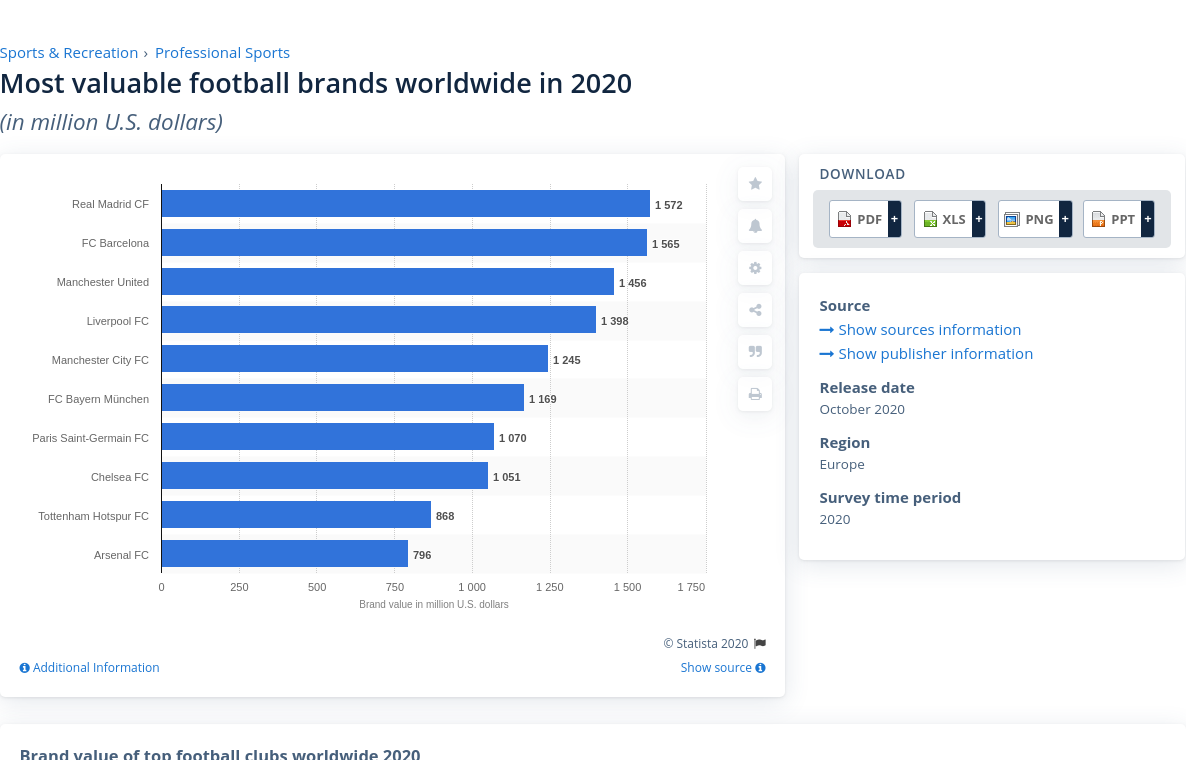 Sports & Recreation › Professional Sports
Most valuable football brands worldwide in 2020
(in million U.S. dollars)
Real Madrid CF 1 572
FC Barcelona 1 565
Manchester United 1 456
Liverpool FC 1 398
Manchester City FC 1 245
FC Bayern München 1 169
Paris Saint-Germain FC 1 070
Chelsea FC 1 051
Tottenham Hotspur FC 868
Arsenal FC 796
0 250 500 750 1 000 1 250 1 500 1 750
Brand value in million U.S. dollars
© Statista 2020
Additional Information Show source
DOWNLOAD
PDF + XLS + PNG + PPT +
Source
Show sources information
Show publisher information
Release date
October 2020
Region
Europe
Survey time period
2020
Brand value of top football clubs worldwide 2020